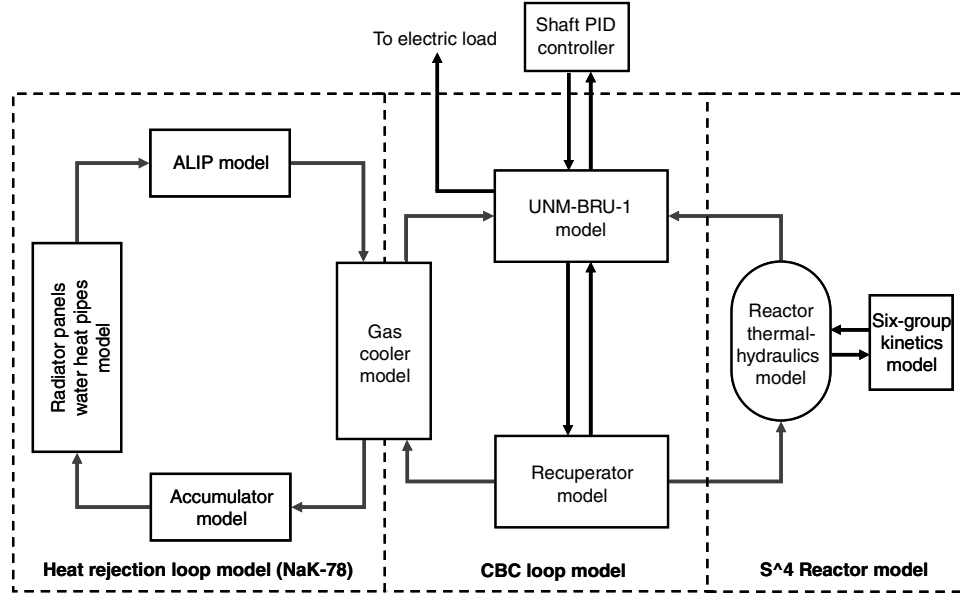 To electric load
Shaft PID
controller
ALIP model
UNM-BRU-1
model
Radiator panels
water heat pipes
model
Gas
cooler
model
Reactor
thermal-
hydraulics
model
Six-group
kinetics
model
Accumulator
model
Recuperator
model
Heat rejection loop model (NaK-78)
CBC loop model
S^4 Reactor model